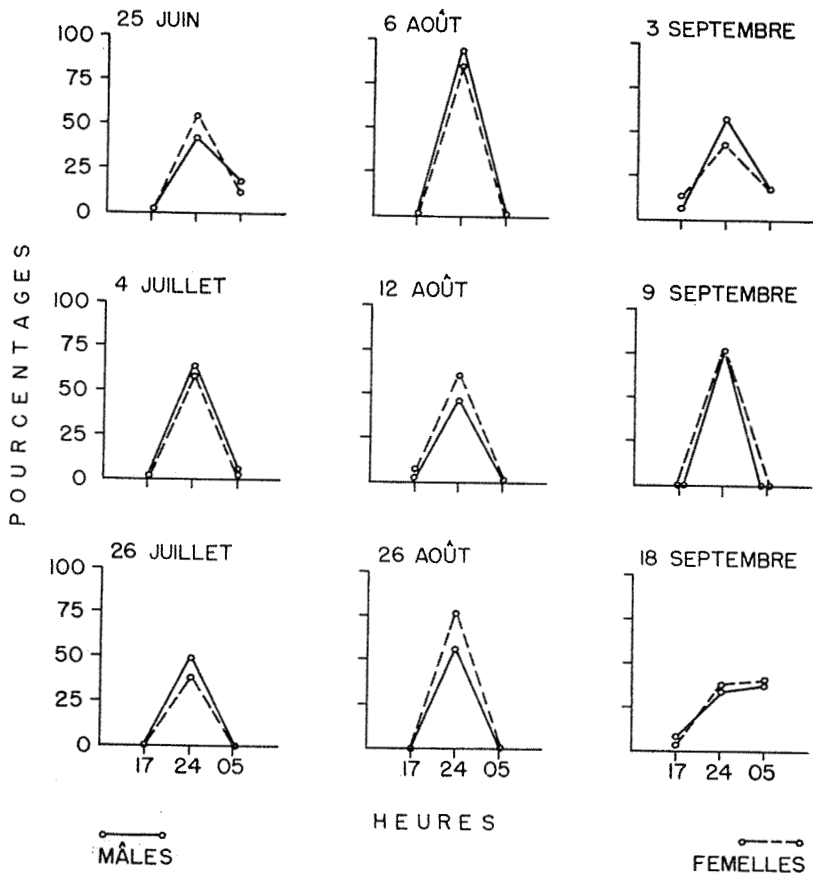 25 JUIN
6 AOÛT
3 SEPTEMBRE
100
75
50
25
0
4 JUILLET
12 AOÛT
9 SEPTEMBRE
100
75
50
25
0
26 JUILLET
26 AOÛT
18 SEPTEMBRE
100
75
50
25
0
17 24 05
17 24 05
17 24 05
POURCENTAGES
HEURES
MÂLES
FEMELLES